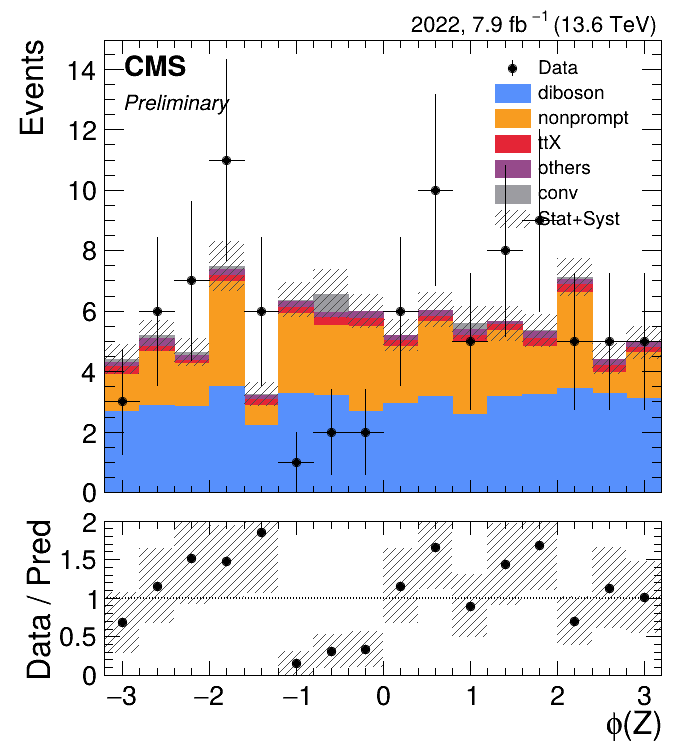 2022, 7.9 fb⁻¹ (13.6 TeV)
Events
CMS
Preliminary
Data
diboson
nonprompt
ttX
others
conv
Stat+Syst
14
12
10
8
6
4
2
0
Data / Pred
2
1.5
1
0.5
0
−3 −2 −1 0 1 2 3
ϕ(Z)